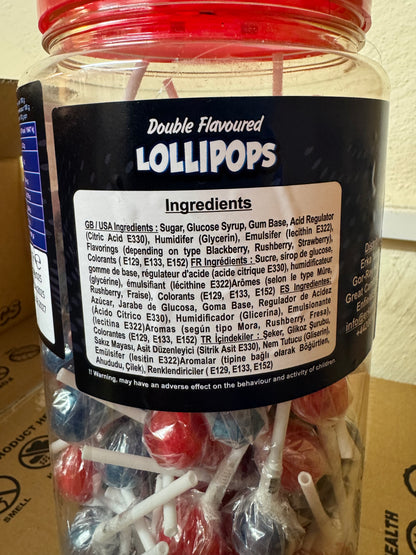 Double Flavoured
LOLLIPOPS
Ingredients
GB / USA Ingredients : Sugar, Glucose Syrup, Gum Base, Acid Regulator
(Citric Acid E330), Humidifer (Glycerin), Emulsifer (lecithin E322),
Flavorings (depending on type Blackberry, Rushberry, Strawberry),
Colorants (E129, E133, E152) FR Ingrédients : Sucre, sirop de glucose,
gomme de base, régulateur d'acide (acide citrique E330), humidificateur
(glycérine), émulsifiant (lécithine E322)Arômes (selon le type Mûre,
Rushberry, Fraise), Colorants (E129, E133, E152) ES Ingredientes:
Azúcar, Jarabe de Glucosa, Goma Base, Regulador de Acidez
(Ácido Cítrico E330), Humificador (Glicerina), Emulsionante
(lecitina E322)Aromas (según tipo Mora, Rushberry, Fresa),
Colorantes (E129, E133, E152) TR İçindekiler : Şeker, Glikoz Şurubu,
Sakız Mayası, Asit Düzenleyici (Sitrik Asit E330), Nem Tutucu (Gliserin),
Emülsifer (lesitin E322)Aromalar (tipine bağlı olarak Böğürtlen,
Ahududu, Çilek), Renklendiriciler ( E129, E133, E152)
!! Warning, may have an adverse effect on the behaviour and activity of children.
SMELL
PRODUCT
HEALTH